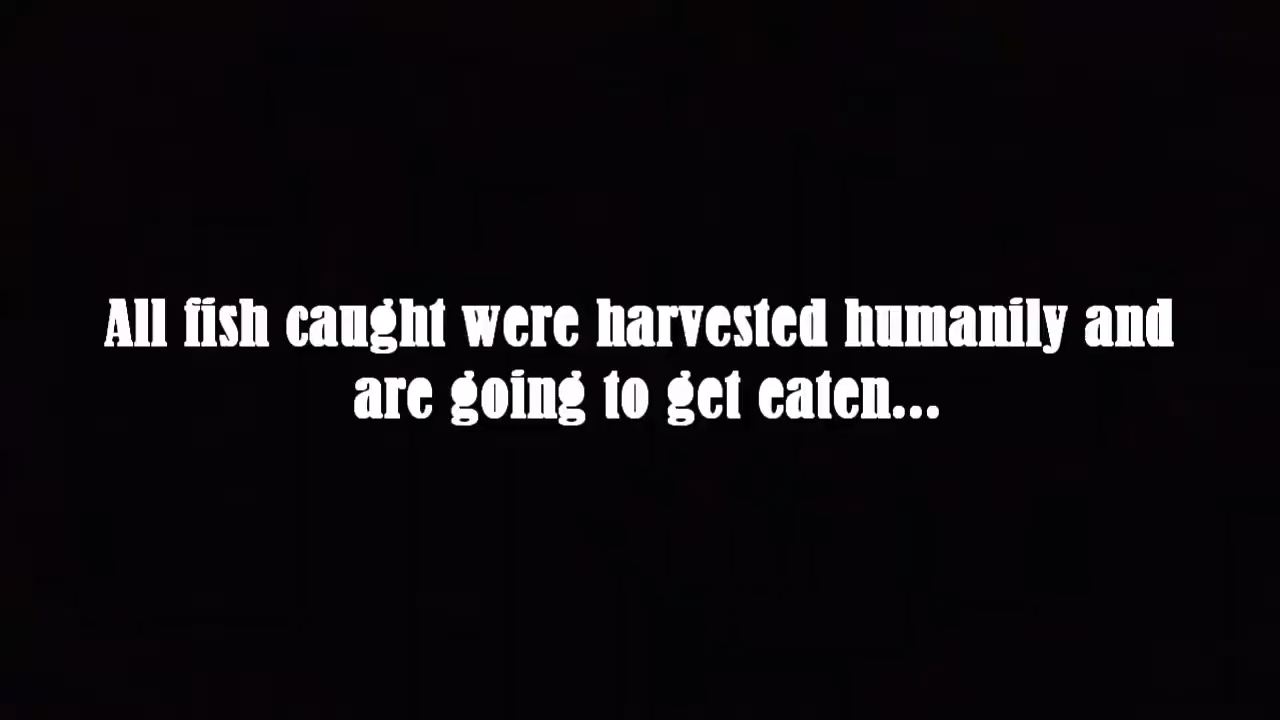 All fish caught were harvested humanily and
are going to get eaten...